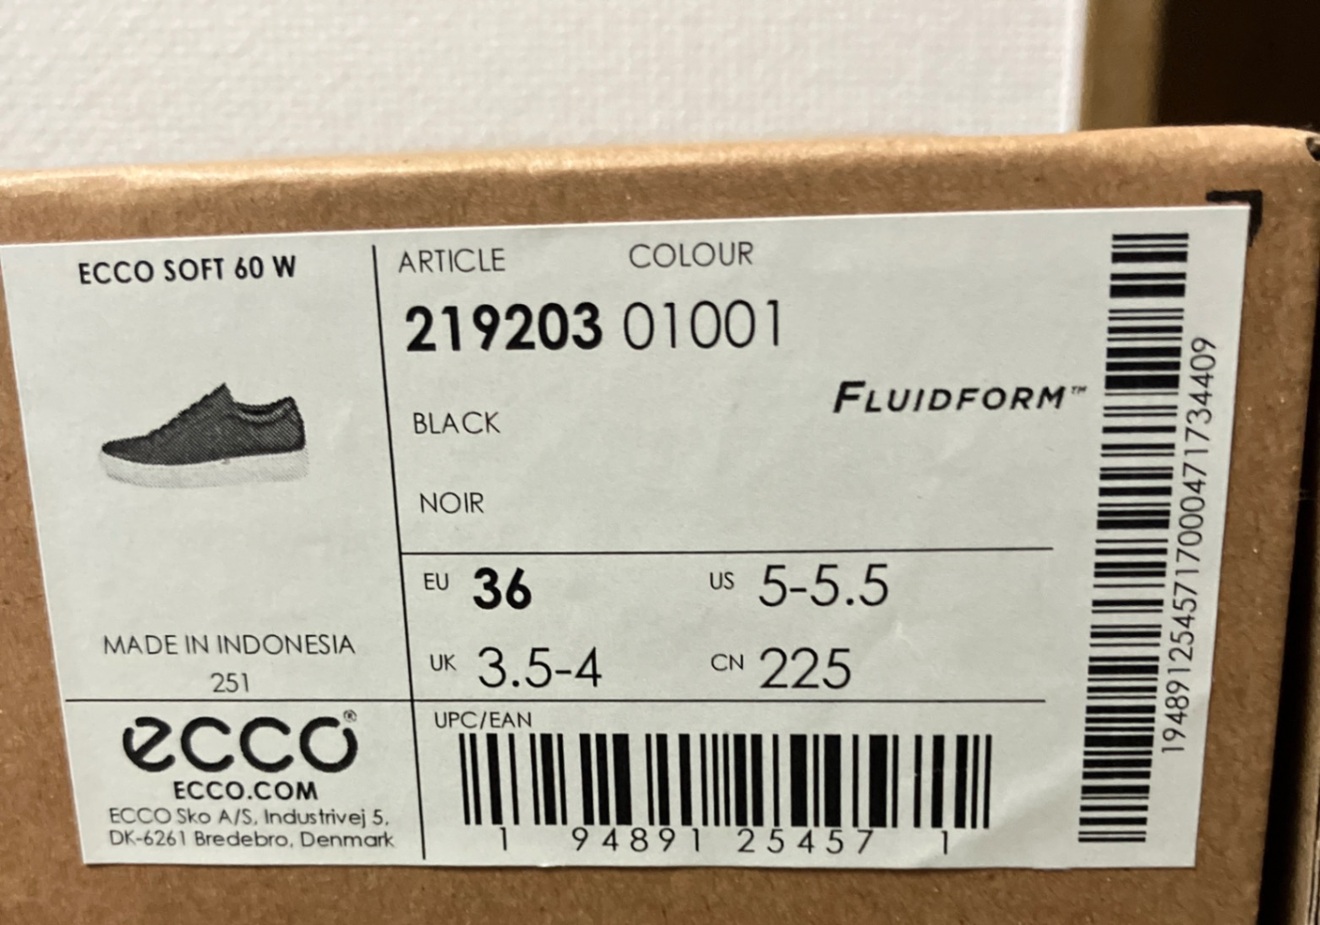 ECCO SOFT 60 W
ARTICLE COLOUR
219203 01001
FLUIDFORM™
BLACK
NOIR
EU 36 US 5-5.5
UK 3.5-4 CN 225
MADE IN INDONESIA
251
ecco®
ECCO.COM
ECCO Sko A/S, Industrivej 5,
DK-6261 Bredebro, Denmark
UPC/EAN
1 94891 25457 1
19489125457170004717344​09